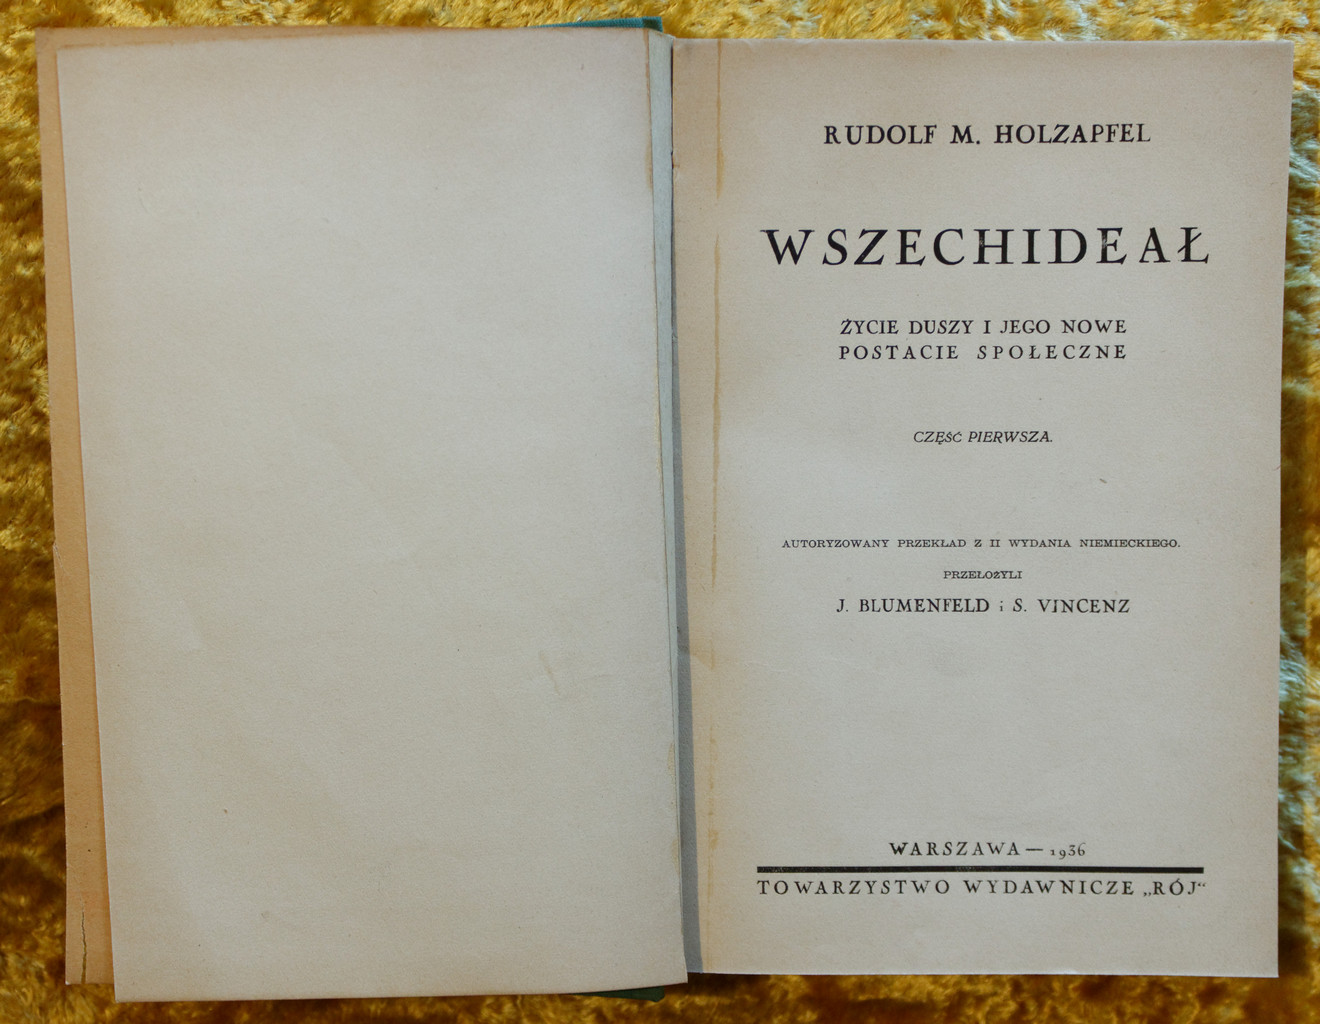 RUDOLF M. HOLZAPFEL
WSZECHIDEAŁ
ŻYCIE DUSZY I JEGO NOWE
POSTACIE SPOŁECZNE
CZĘŚĆ PIERWSZA.
AUTORYZOWANY PRZEKŁAD Z II WYDANIA NIEMIECKIEGO.
PRZEŁOŻYLI
J. BLUMENFELD i S. VINCENZ
WARSZAWA — 1936
TOWARZYSTWO WYDAWNICZE „RÓJ“